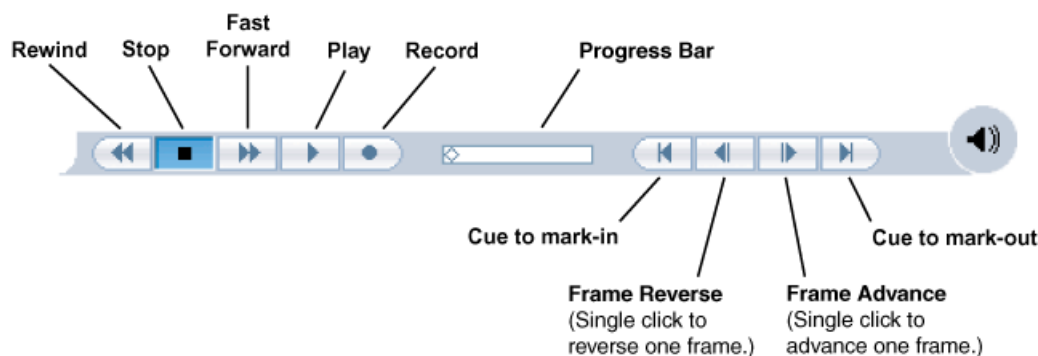 Rewind
Stop
Fast
Forward
Play
Record
Progress Bar
Cue to mark-in
Cue to mark-out
Frame Reverse
(Single click to
reverse one frame.)
Frame Advance
(Single click to
advance one frame.)